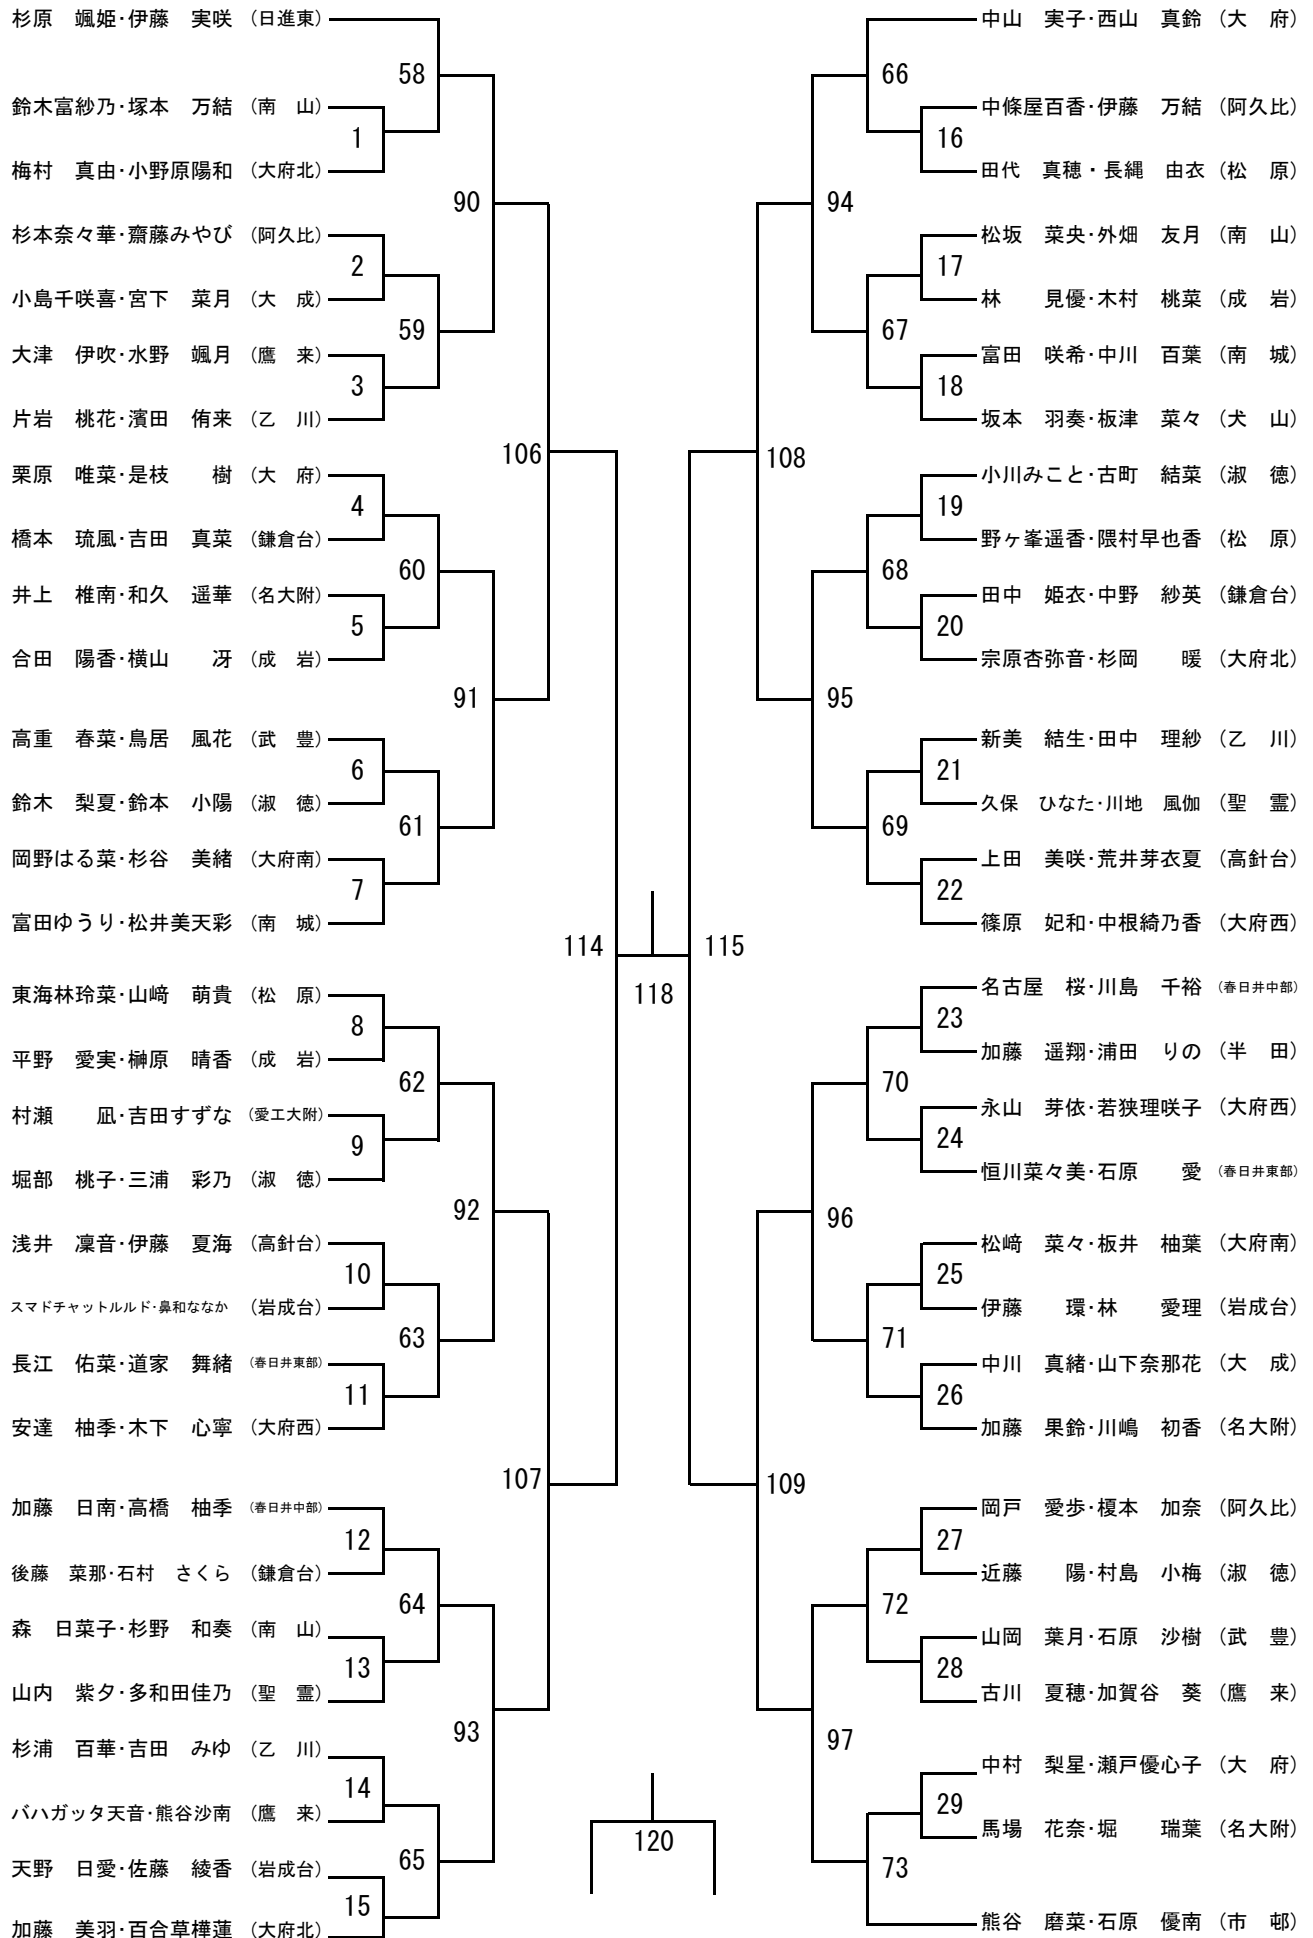 杉原　颯姫・伊藤　実咲　（日進東）
58
鈴木富紗乃・塚本　万結　（南　山）
1
梅村　真由・小野原陽和　（大府北）
90
杉本奈々華・齋藤みやび　（阿久比）
2
小島千咲喜・宮下　菜月　（大　成）
59
大津　伊吹・水野　颯月　（鷹　来）
3
片岩　桃花・濱田　侑来　（乙　川）
106
栗原　唯菜・是枝　　樹　（大　府）
4
橋本　琉風・吉田　真菜　（鎌倉台）
60
井上　椎南・和久　遥華　（名大附）
5
合田　陽香・横山　　冴　（成　岩）
91
高重　春菜・鳥居　風花　（武　豊）
6
鈴木　梨夏・鈴本　小陽　（淑　徳）
61
岡野はる菜・杉谷　美緒　（大府南）
7
富田ゆうり・松井美天彩　（南　城）
114
東海林玲菜・山﨑　萌貴　（松　原）
8
平野　愛実・榊原　晴香　（成　岩）
62
村瀬　　凪・吉田すずな　（愛工大附）
9
堀部　桃子・三浦　彩乃　（淑　徳）
92
浅井　凜音・伊藤　夏海　（高針台）
10
スマドチャットルルド・鼻和ななか　（岩成台）
63
長江　佑菜・道家　舞緒　（春日井東部）
11
安達　柚季・木下　心寧　（大府西）
107
加藤　日南・高橋　柚季　（春日井中部）
12
後藤　菜那・石村　さくら　（鎌倉台）
64
森　日菜子・杉野　和奏　（南　山）
13
山内　紫夕・多和田佳乃　（聖　霊）
93
杉浦　百華・吉田　みゆ　（乙　川）
14
バハガッタ天音・熊谷沙南　（鷹　来）
65
天野　日愛・佐藤　綾香　（岩成台）
15
加藤　美羽・百合草樺蓮　（大府北）
118
120
中山　実子・西山　真鈴　（大　府）
66
中條屋百香・伊藤　万結　（阿久比）
16
田代　真穂・長縄　由衣　（松　原）
94
松坂　菜央・外畑　友月　（南　山）
17
林　　見優・木村　桃菜　（成　岩）
67
富田　咲希・中川　百葉　（南　城）
18
坂本　羽奏・板津　菜々　（犬　山）
108
小川みこと・古町　結菜　（淑　徳）
19
野ヶ峯遥香・隈村早也香　（松　原）
68
田中　姫衣・中野　紗英　（鎌倉台）
20
宗原杏弥音・杉岡　　暖　（大府北）
95
新美　結生・田中　理紗　（乙　川）
21
久保　ひなた・川地　風伽　（聖　霊）
69
上田　美咲・荒井芽衣夏　（高針台）
22
篠原　妃和・中根綺乃香　（大府西）
115
名古屋　桜・川島　千裕　（春日井中部）
23
加藤　遥翔・浦田　りの　（半　田）
70
永山　芽依・若狭理咲子　（大府西）
24
恒川菜々美・石原　　愛　（春日井東部）
96
松﨑　菜々・板井　柚葉　（大府南）
25
伊藤　　環・林　　愛理　（岩成台）
71
中川　真緒・山下奈那花　（大　成）
26
加藤　果鈴・川嶋　初香　（名大附）
109
岡戸　愛歩・榎本　加奈　（阿久比）
27
近藤　　陽・村島　小梅　（淑　徳）
72
山岡　葉月・石原　沙樹　（武　豊）
28
古川　夏穂・加賀谷　葵　（鷹　来）
97
中村　梨星・瀬戸優心子　（大　府）
29
馬場　花奈・堀　　瑞葉　（名大附）
73
熊谷　磨菜・石原　優南　（市　邨）